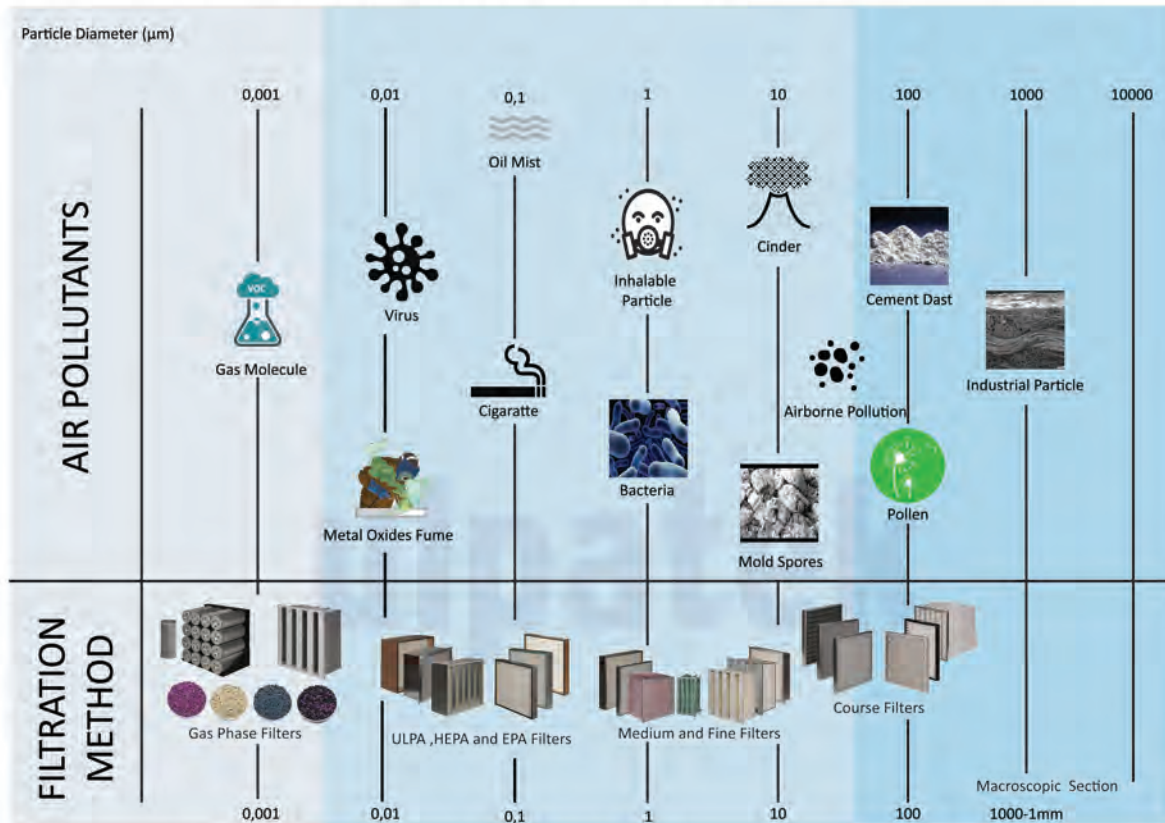 Particle Diameter (μm)
0,001
0,01
0,1
1
10
100
1000
10000
AIR POLLUTANTS
Oil Mist
VOC
Gas Molecule
Virus
Inhalable
Particle
Cinder
Cement Dast
Industrial Particle
Cigaratte
Airborne Pollution
Bacteria
Pollen
Metal Oxides Fume
Mold Spores
FILTRATION
METHOD
Gas Phase Filters
ULPA ,HEPA and EPA Filters
Medium and Fine Filters
Course Filters
Macroscopic Section
0,001
0,01
0,1
1
10
100
1000-1mm